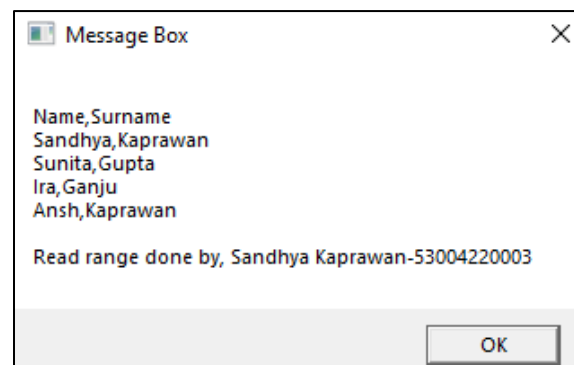 Message Box
Name,Surname
Sandhya,Kaprawan
Sunita,Gupta
Ira,Ganju
Ansh,Kaprawan
Read range done by, Sandhya Kaprawan-53004220003
OK